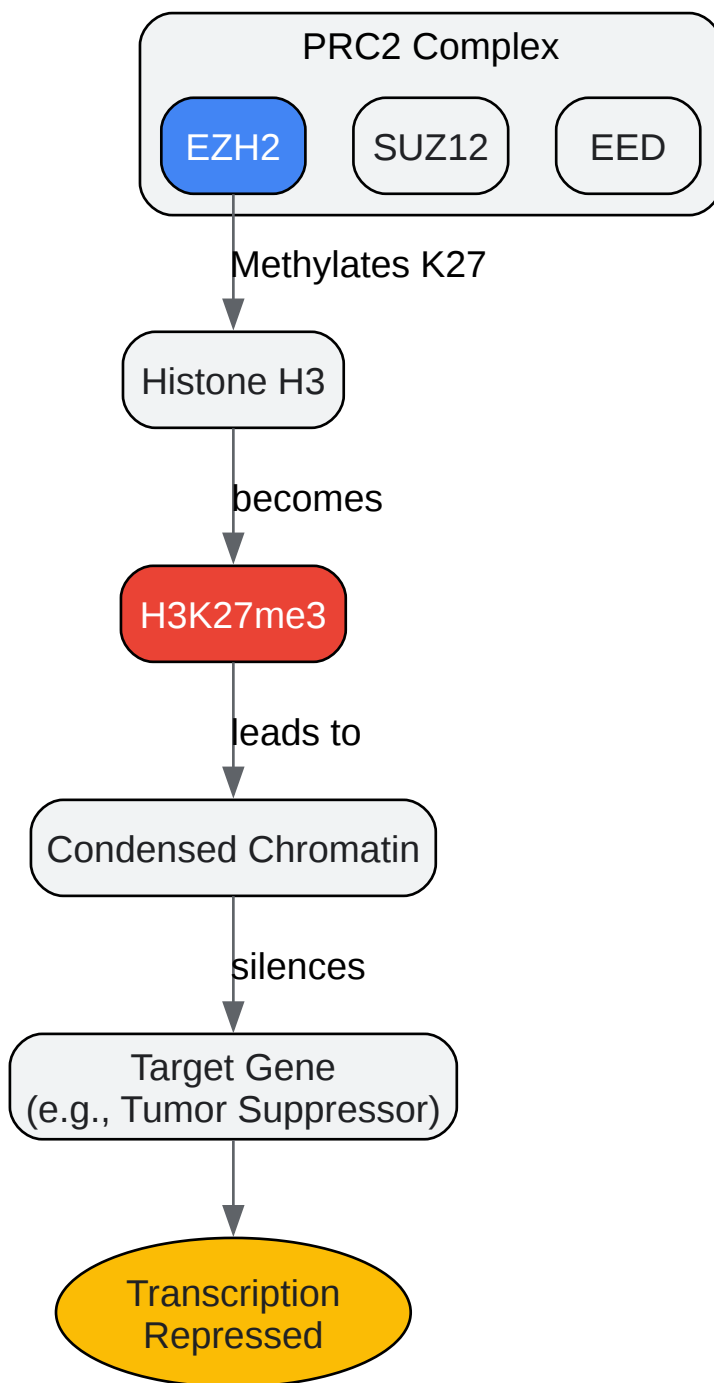 PRC2 Complex
EZH2
SUZ12
EED
Methylates K27
Histone H3
becomes
H3K27me3
leads to
Condensed Chromatin
silences
Target Gene
(e.g., Tumor Suppressor)
Transcription
Repressed